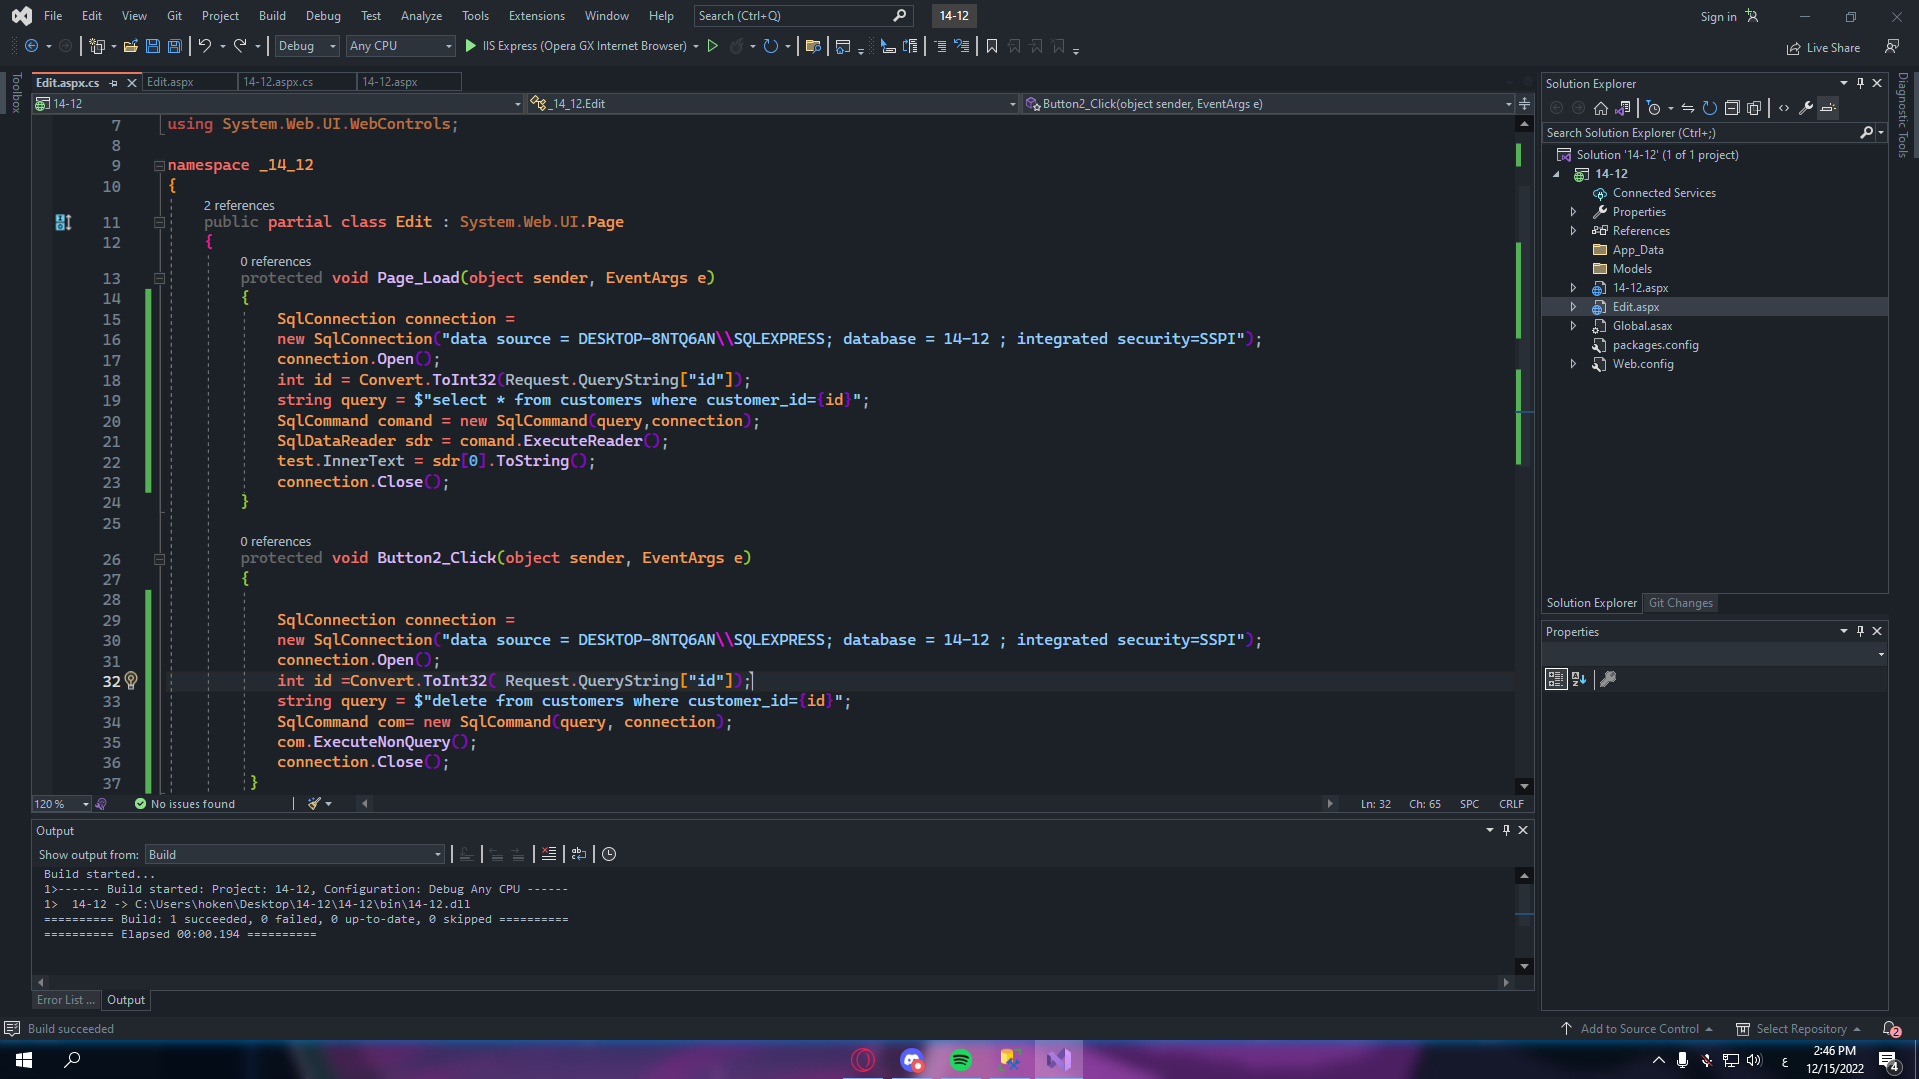 File Edit View Git Project Build Debug Test Analyze Tools Extensions Window Help Search (Ctrl+Q) 14-12 Sign in
Debug Any CPU IIS Express (Opera GX Internet Browser) Live Share
Toolbox
Edit.aspx.cs Edit.aspx 14-12.aspx.cs 14-12.aspx
14-12 _14_12.Edit Button2_Click(object sender, EventArgs e)
7 using System.Web.UI.WebControls;
8
9 namespace _14_12
10 {
2 references
11 public partial class Edit : System.Web.UI.Page
12 {
0 references
13 protected void Page_Load(object sender, EventArgs e)
14 {
15 SqlConnection connection =
16 new SqlConnection("data source = DESKTOP-8NTQ6AN\\SQLEXPRESS; database = 14-12 ; integrated security=SSPI");
17 connection.Open();
18 int id = Convert.ToInt32(Request.QueryString["id"]);
19 string query = $"select * from customers where customer_id={id}";
20 SqlCommand comand = new SqlCommand(query,connection);
21 SqlDataReader sdr = comand.ExecuteReader();
22 test.InnerText = sdr[0].ToString();
23 connection.Close();
24 }
25
0 references
26 protected void Button2_Click(object sender, EventArgs e)
27 {
28
29 SqlConnection connection =
30 new SqlConnection("data source = DESKTOP-8NTQ6AN\\SQLEXPRESS; database = 14-12 ; integrated security=SSPI");
31 connection.Open();
32 int id =Convert.ToInt32( Request.QueryString["id"]);
33 string query = $"delete from customers where customer_id={id}";
34 SqlCommand com= new SqlCommand(query, connection);
35 com.ExecuteNonQuery();
36 connection.Close();
37 }
120 % No issues found Ln: 32 Ch: 65 SPC CRLF
Output
Show output from: Build
Build started...
1>------ Build started: Project: 14-12, Configuration: Debug Any CPU ------
1> 14-12 -> C:\Users\hoken\Desktop\14-12\14-12\bin\14-12.dll
========== Build: 1 succeeded, 0 failed, 0 up-to-date, 0 skipped ==========
========== Elapsed 00:00.194 ==========
Error List ... Output
Solution Explorer
Search Solution Explorer (Ctrl+;)
Solution '14-12' (1 of 1 project)
14-12
Connected Services
Properties
References
App_Data
Models
14-12.aspx
Edit.aspx
Global.asax
packages.config
Web.config
Solution Explorer Git Changes
Properties
Diagnostic Tools
Build succeeded Add to Source Control Select Repository 2
ع 2:46 PM
12/15/2022 4